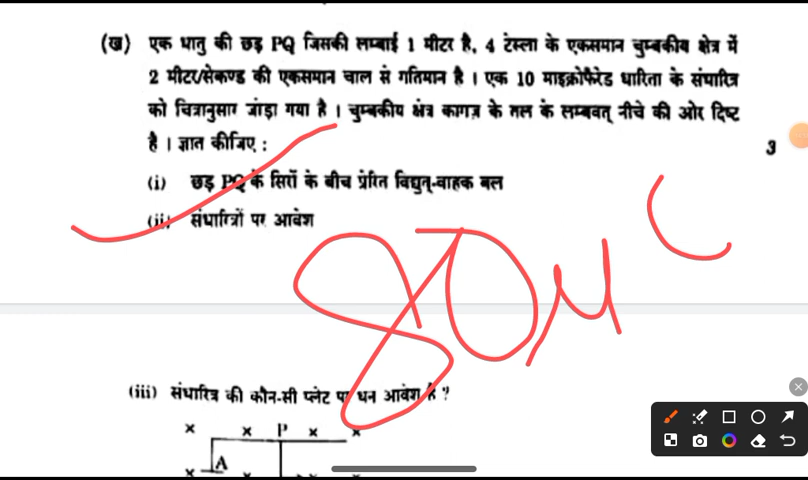 (ख) एक धातु की छड़ PQ जिसकी लम्बाई 1 मीटर है, 4 टेस्ला के एकसमान चुम्बकीय क्षेत्र में
2 मीटर/सेकण्ड की एकसमान चाल से गतिमान है । एक 10 माइक्रोफैरेड धारिता के संधारित्र
को चित्रानुसार जोड़ा गया है । चुम्बकीय क्षेत्र कागज़ के तल के लम्बवत् नीचे की ओर दिष्ट
है । ज्ञात कीजिए :
3
(i) छड़ PQ के सिरों के बीच प्रेरित विद्युत्-वाहक बल
(ii) संधारित्रों पर आवेश
80μC
(iii) संधारित्र की कौन-सी प्लेट पर धन आवेश है ?
× × P × ×
× A